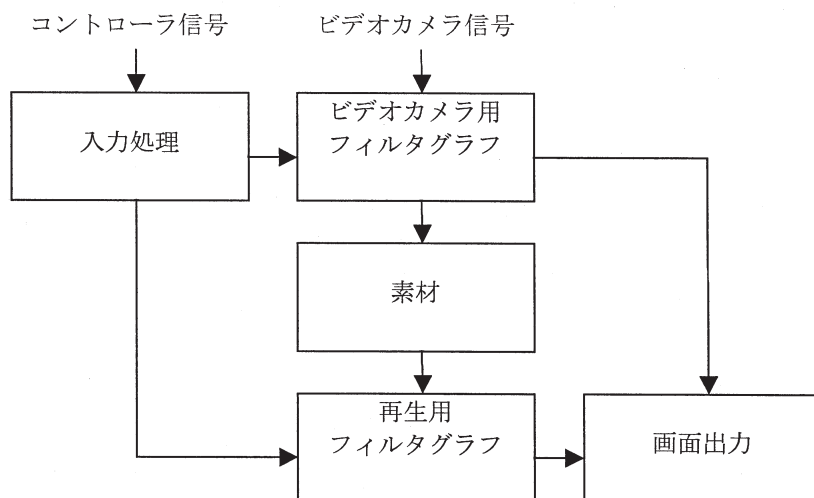 コントローラ信号
ビデオカメラ信号
入力処理
ビデオカメラ用
フィルタグラフ
素材
再生用
フィルタグラフ
画面出力